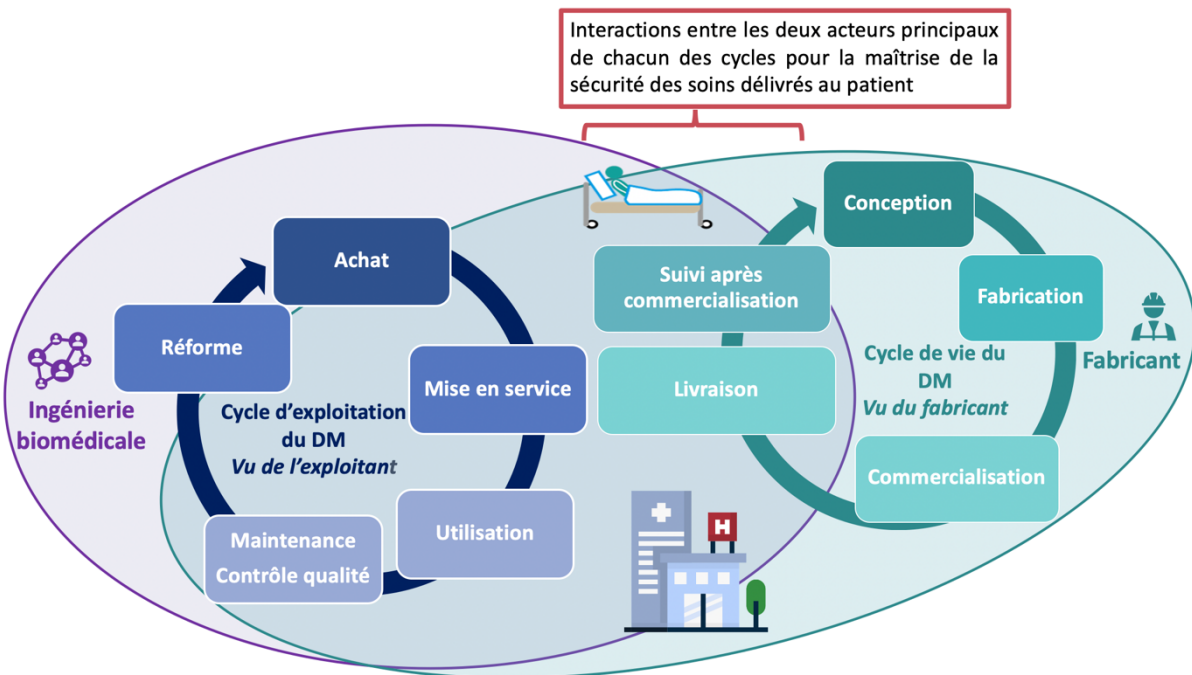 Interactions entre les deux acteurs principaux
de chacun des cycles pour la maîtrise de la
sécurité des soins délivrés au patient
Conception
Achat
Suivi après
commercialisation
Fabrication
Réforme
Mise en service
Livraison
Cycle de vie du
DM
Vu du fabricant
Fabricant
Ingénierie
biomédicale
Cycle d'exploitation
du DM
Vu de l'exploitant
Commercialisation
Utilisation
Maintenance
Contrôle qualité
H